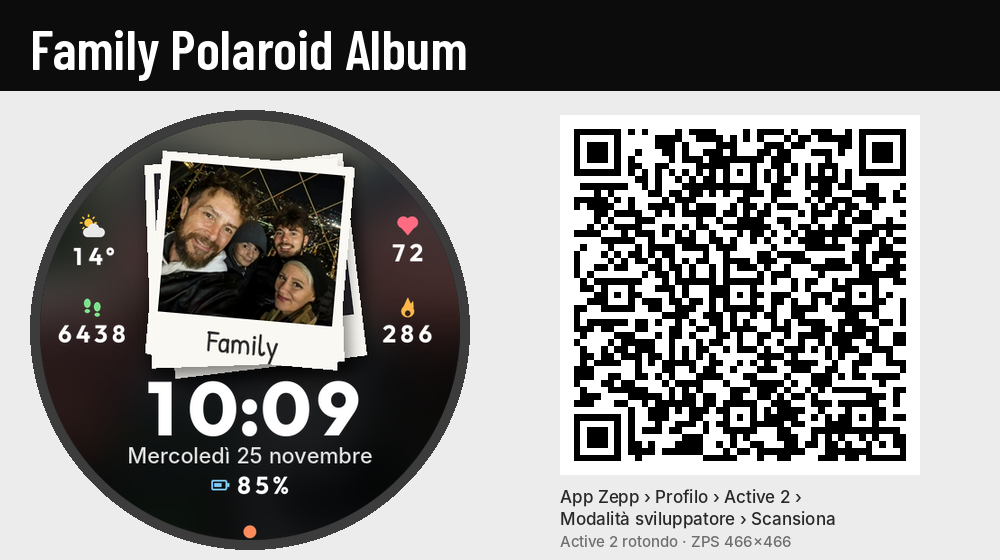 Family Polaroid Album
14°
72
6438
286
Family
10:09
Mercoledì 25 novembre
85%
App Zepp › Profilo › Active 2 ›
Modalità sviluppatore › Scansiona
Active 2 rotondo · ZPS 466×466